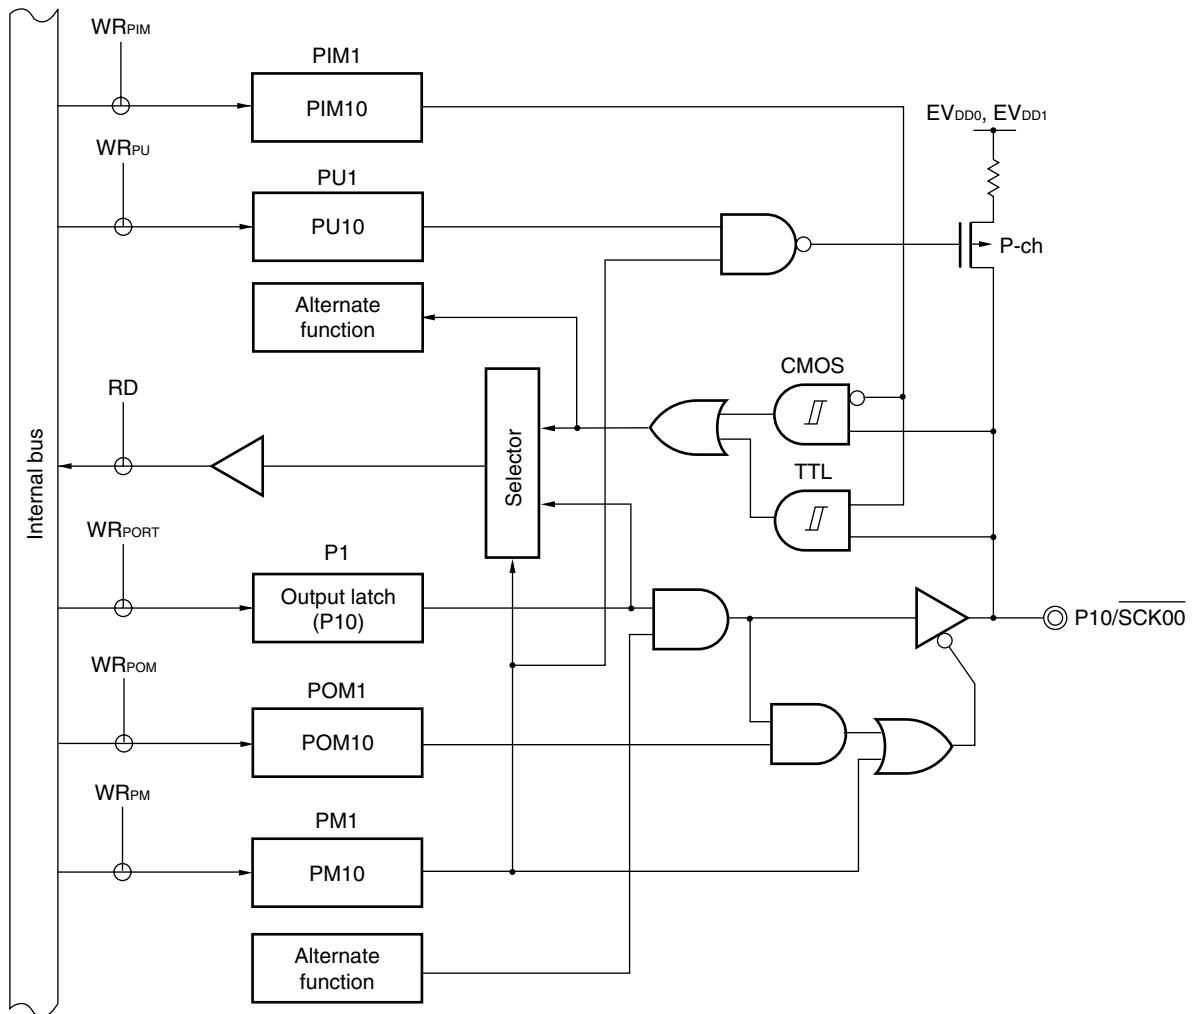 WRPIM
PIM1
PIM10
EVDD0, EVDD1
WRPU
PU1
PU10
P-ch
Alternate
function
CMOS
RD
Selector
TTL
Internal bus
WRPORT
P1
Output latch
(P10)
P10/SCK00
WRPOM
POM1
POM10
WRPM
PM1
PM10
Alternate
function